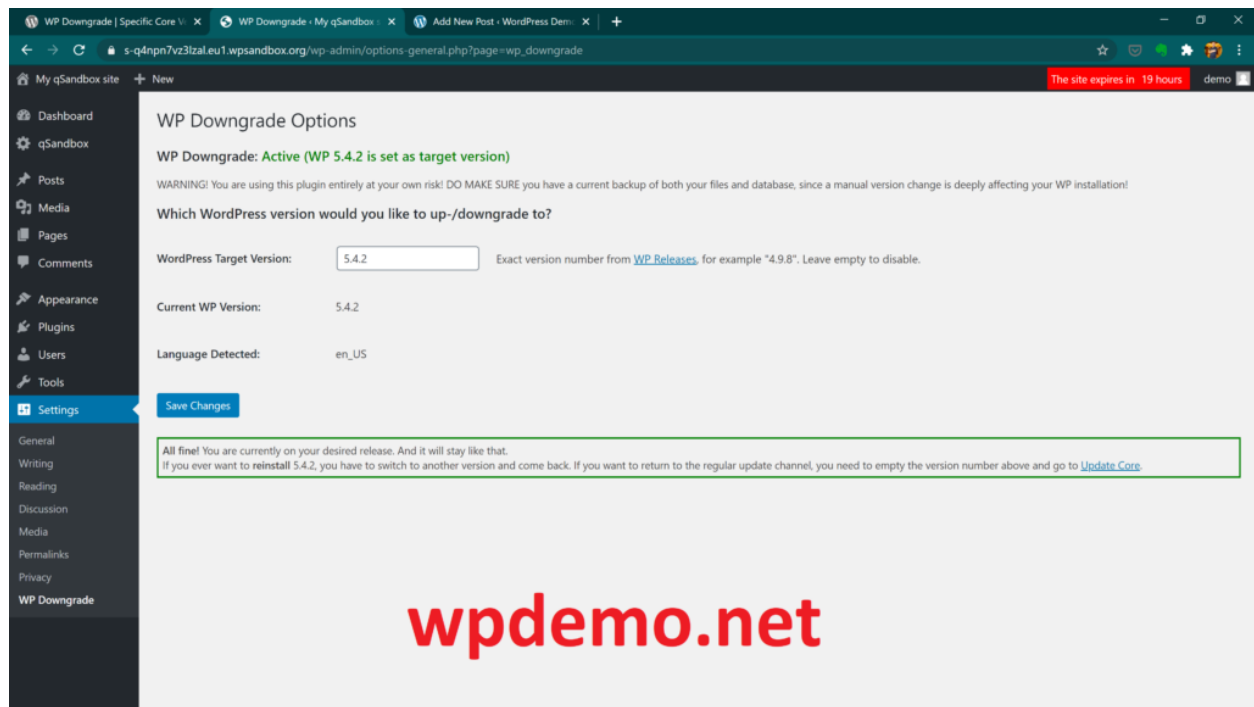 WP Downgrade | Specific Core V
WP Downgrade ‹ My qSandbox s
Add New Post ‹ WordPress Dem
s-q4npn7vz3lzal.eu1.wpsandbox.org/wp-admin/options-general.php?page=wp_downgrade
My qSandbox site + New
The site expires in 19 hours
demo
Dashboard
qSandbox
Posts
Media
Pages
Comments
Appearance
Plugins
Users
Tools
Settings
General
Writing
Reading
Discussion
Media
Permalinks
Privacy
WP Downgrade
WP Downgrade Options
WP Downgrade: Active (WP 5.4.2 is set as target version)
WARNING! You are using this plugin entirely at your own risk! DO MAKE SURE you have a current backup of both your files and database, since a manual version change is deeply affecting your WP installation!
Which WordPress version would you like to up-/downgrade to?
WordPress Target Version: 5.4.2 Exact version number from WP Releases, for example "4.9.8". Leave empty to disable.
Current WP Version: 5.4.2
Language Detected: en_US
Save Changes
All fine! You are currently on your desired release. And it will stay like that.
If you ever want to reinstall 5.4.2, you have to switch to another version and come back. If you want to return to the regular update channel, you need to empty the version number above and go to Update Core.
wpdemo.net